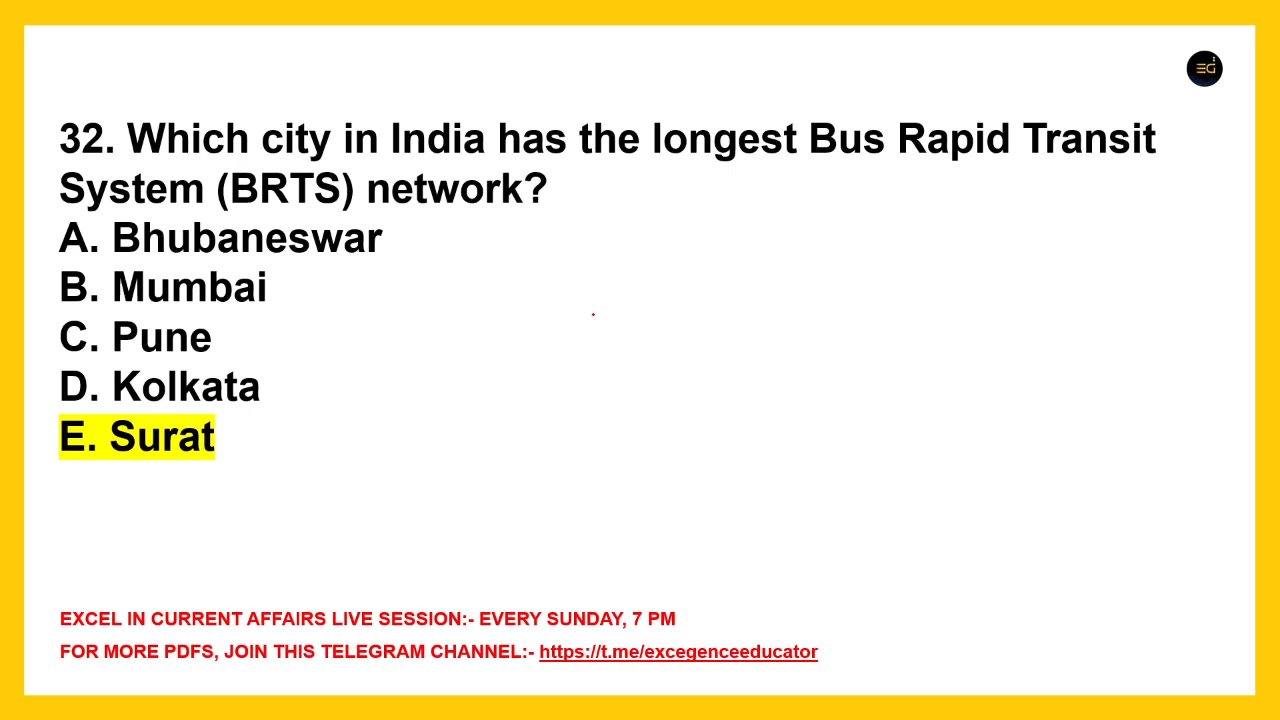 32. Which city in India has the longest Bus Rapid Transit
System (BRTS) network?
A. Bhubaneswar
B. Mumbai
C. Pune
D. Kolkata
E. Surat
EXCEL IN CURRENT AFFAIRS LIVE SESSION:- EVERY SUNDAY, 7 PM
FOR MORE PDFS, JOIN THIS TELEGRAM CHANNEL:- https://t.me/excegenceeducator